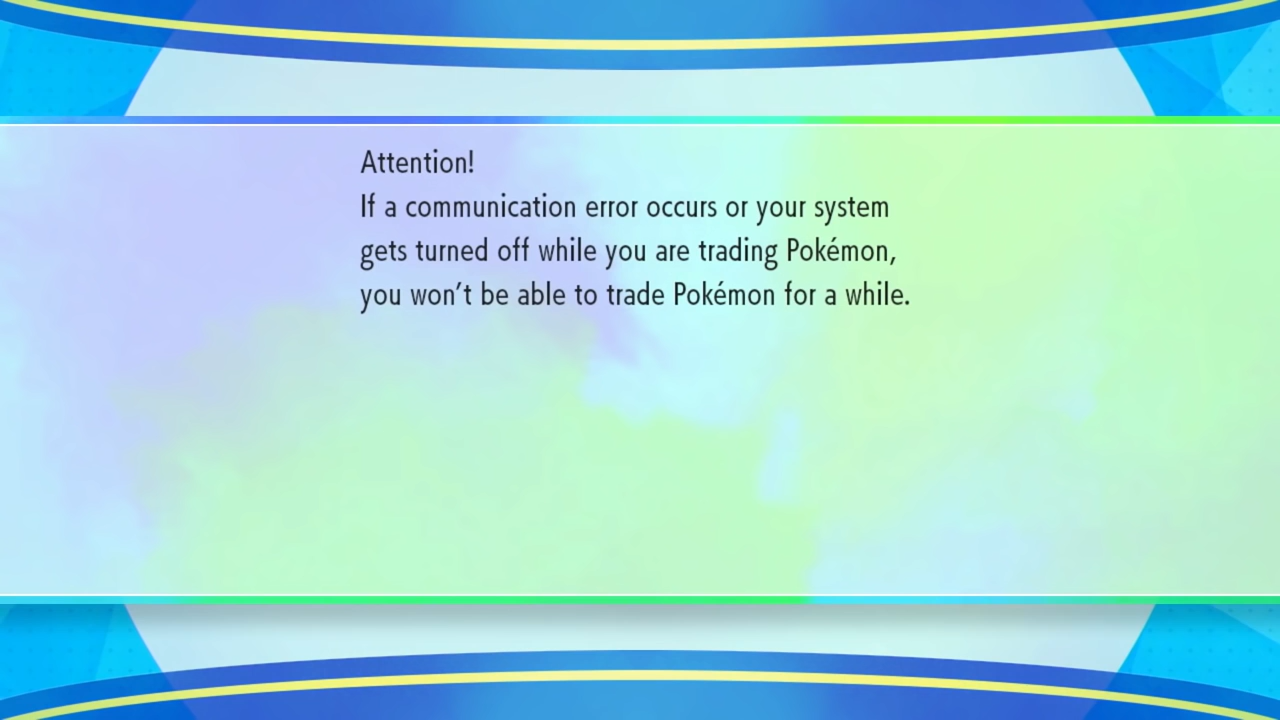 Attention!
If a communication error occurs or your system
gets turned off while you are trading Pokémon,
you won't be able to trade Pokémon for a while.